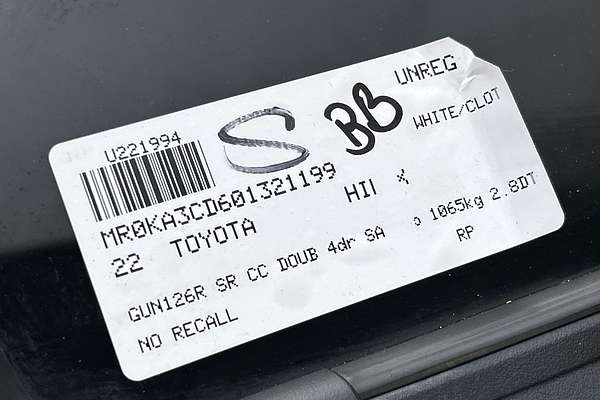 UNREG
U221994
S
BB
WHITE/CLOT
MR0KA3CD601321199
22 TOYOTA HII
GUN126R SR CC DOUB 4dr SA 1065kg 2.8DT
NO RECALL RP